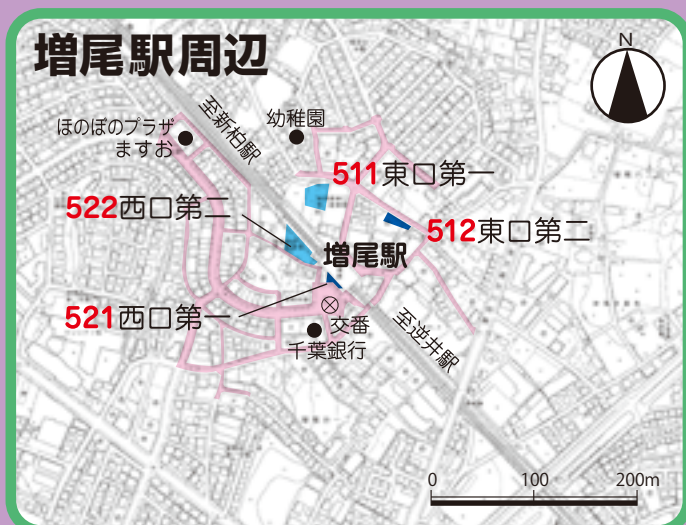 増尾駅周辺
N
至新柏駅
幼稚園
ほのぼのプラザ
ますお
511東口第一
522西口第二
512東口第二
増尾駅
521西口第一
交番
千葉銀行
至逆井駅
0 100 200m